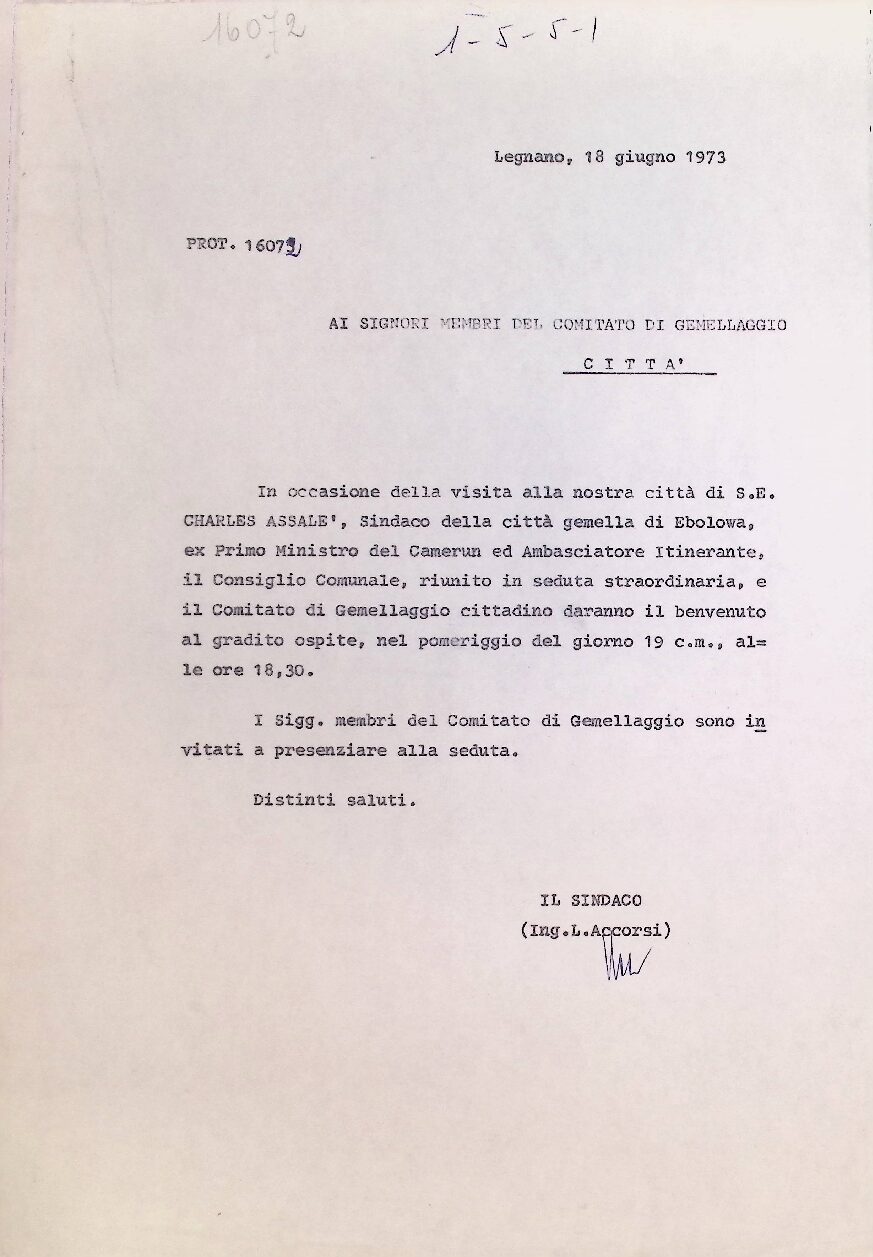 16072
1-5-5-1
Legnano, 18 giugno 1973
PROT. 16072
AI SIGNORI MEMBRI DEL COMITATO DI GEMELLAGGIO
C I T T A'
In occasione della visita alla nostra città di S.E.
CHARLES ASSALE', Sindaco della città gemella di Ebolowa,
ex Primo Ministro del Camerun ed Ambasciatore Itinerante,
il Consiglio Comunale, riunito in seduta straordinaria, e
il Comitato di Gemellaggio cittadino daranno il benvenuto
al gradito ospite, nel pomeriggio del giorno 19 c.m., al=
le ore 18,30.
I Sigg. membri del Comitato di Gemellaggio sono in
vitati a presenziare alla seduta.
Distinti saluti.
IL SINDACO
(Ing.L.Accorsi)